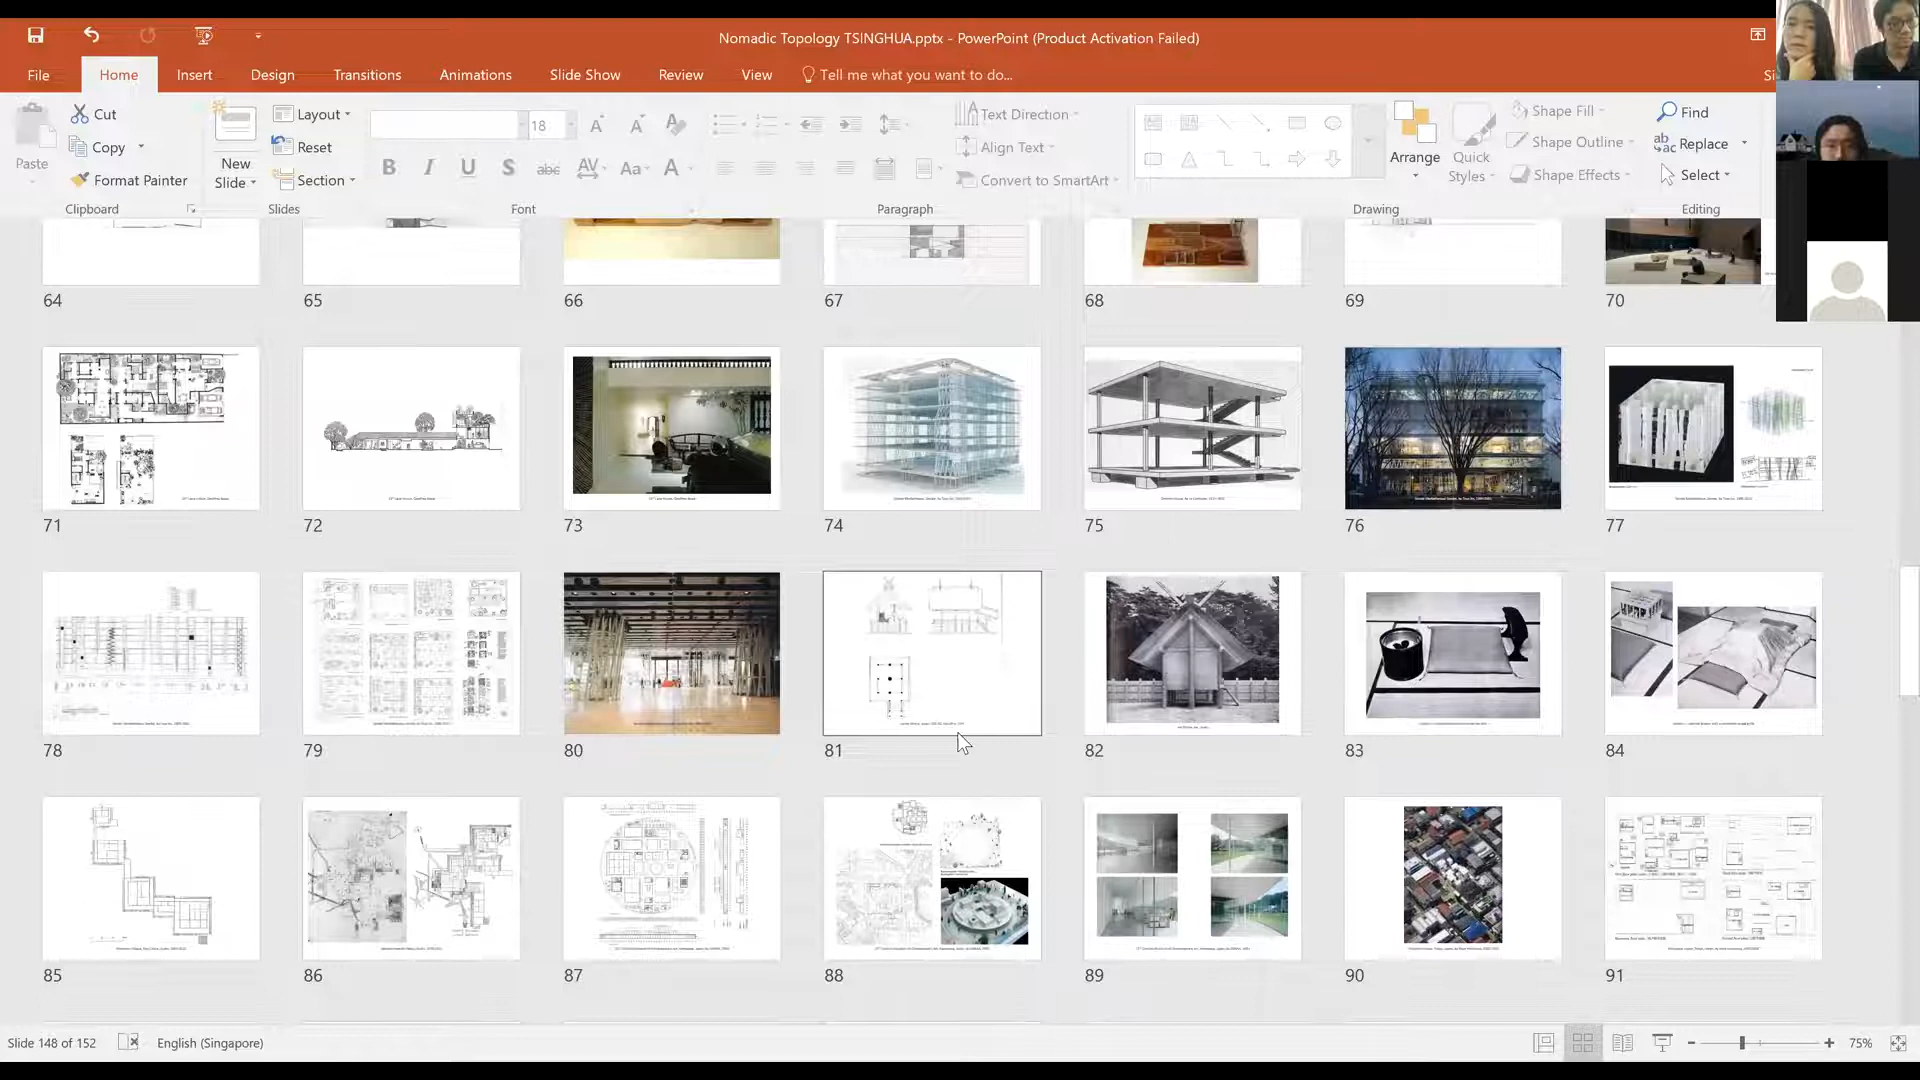 Nomadic Topology TSINGHUA.pptx - PowerPoint (Product Activation Failed)
File
Home
Insert
Design
Transitions
Animations
Slide Show
Review
View
Tell me what you want to do...
Paste
Cut
Copy
Format Painter
Clipboard
New
Slide
Layout
Reset
Section
Slides
18
B I U S abc AV Aa A
Font
Text Direction
Align Text
Convert to SmartArt
Paragraph
Arrange
Quick
Styles
Shape Fill
Shape Outline
Shape Effects
Drawing
Find
Replace
Select
Editing
64
65
66
67
68
69
70
71
72
73
74
75
76
77
78
79
80
81
82
83
84
85
86
87
88
89
90
91
Slide 148 of 152
English (Singapore)
75%